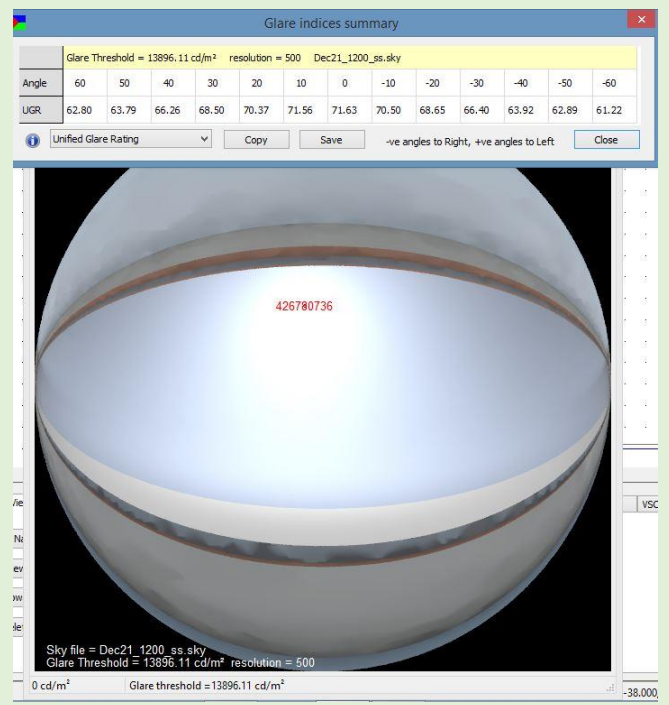 Glare indices summary
Glare Threshold = 13896.11 cd/m² resolution = 500 Dec21_1200_ss.sky
Angle 60 50 40 30 20 10 0 -10 -20 -30 -40 -50 -60
UGR 62.80 63.79 66.26 68.50 70.37 71.56 71.63 70.50 68.65 66.40 63.92 62.89 61.22
Unified Glare Rating Copy Save -ve angles to Right, +ve angles to Left Close
VSC
Sky file = Dec21_1200_ss.sky
Glare Threshold = 13896.11 cd/m² resolution = 500
0 cd/m² Glare threshold =13896.11 cd/m²
-38.000